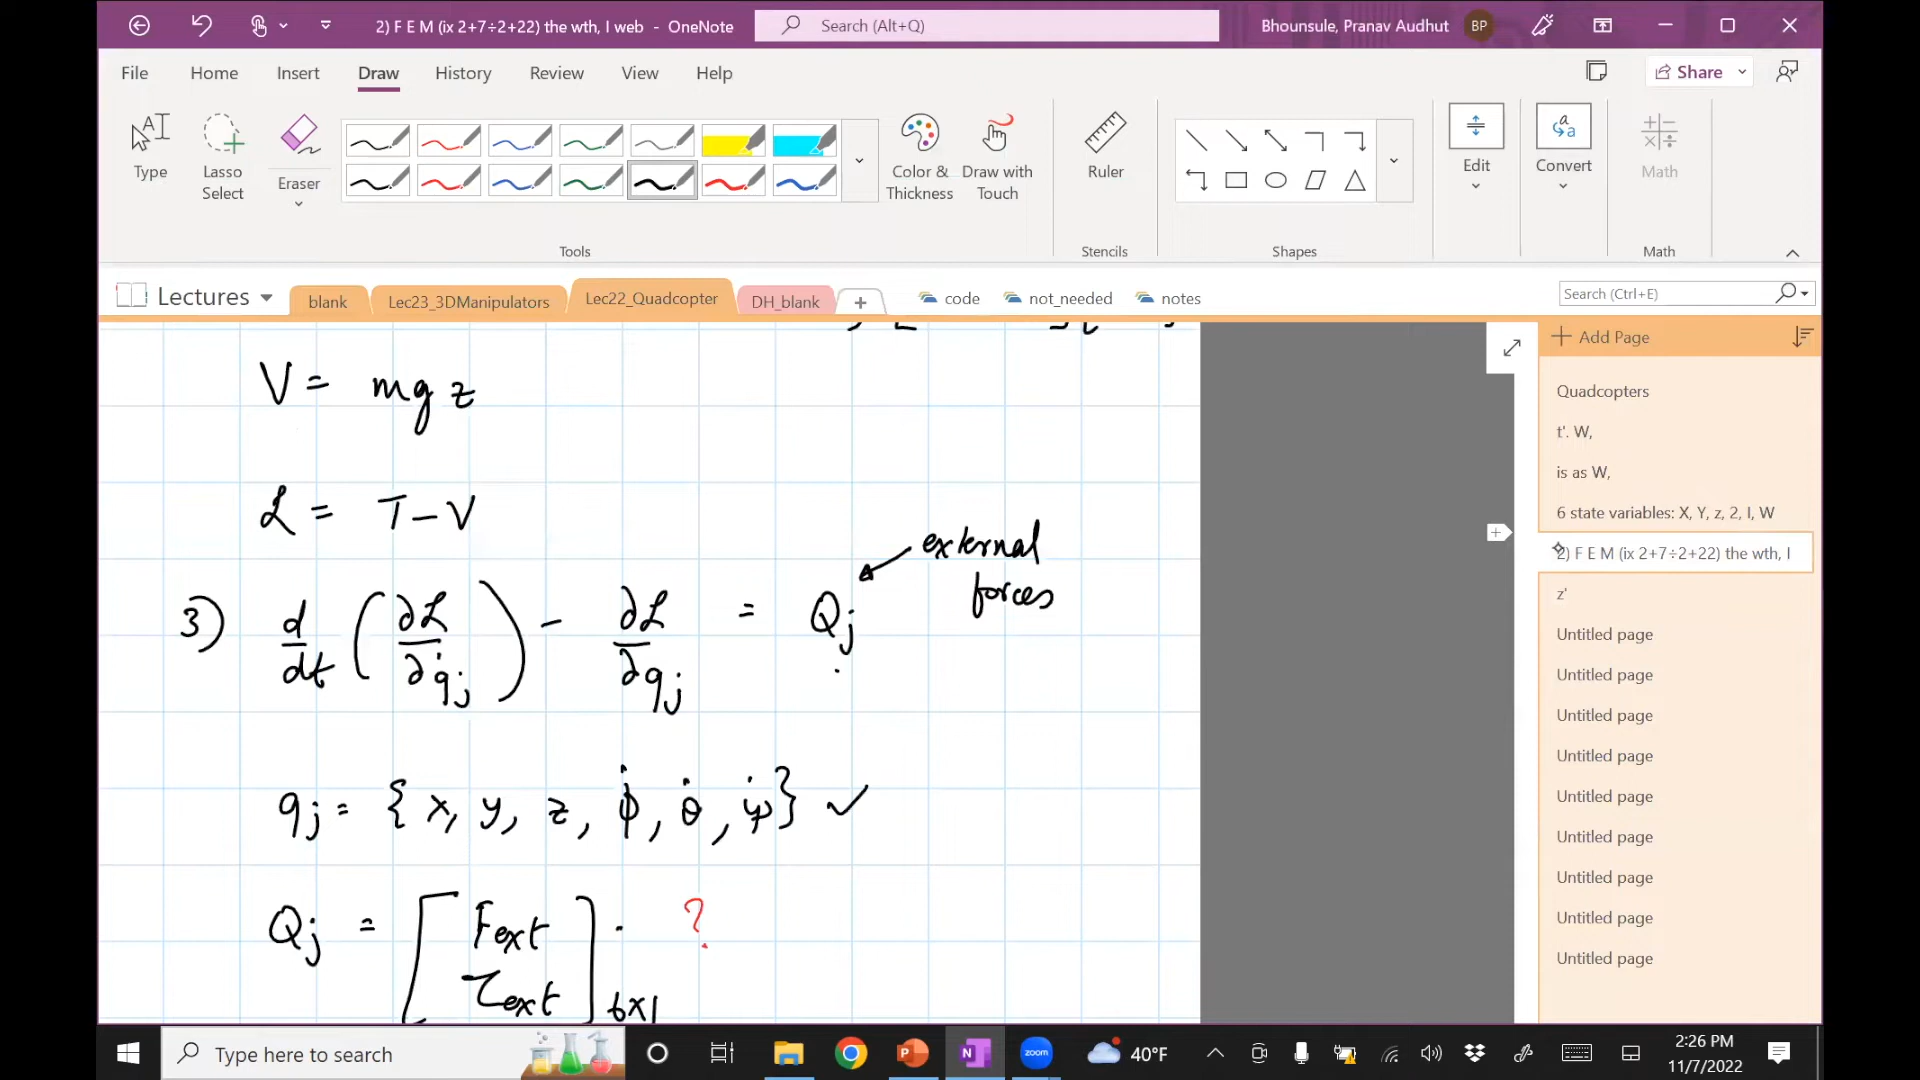 2) F E M (ix 2+7÷2+22) the wth, I web - OneNote
Search (Alt+Q)
Bhounsule, Pranav Audhut
BP
File
Home
Insert
Draw
History
Review
View
Help
Share
Type
Lasso Select
Eraser
Color & Thickness
Draw with Touch
Ruler
Edit
Convert
Math
Tools
Stencils
Shapes
Math
Lectures
blank
Lec23_3DManipulators
Lec22_Quadcopter
DH_blank
code
not_needed
notes
Search (Ctrl+E)
V = mg z
ℒ = T - V
external
forces
3) d/dt (∂ℒ/∂q̇j) - ∂ℒ/∂qj = Qj
qj = { x, y, z, ϕ̇, θ̇, ψ̇ } ✓
Qj = [ Fext
τext ] 6x1 ?
Add Page
Quadcopters
t'. W,
is as W,
6 state variables: X, Y, z, 2, I, W
2) F E M (ix 2+7÷2+22) the wth, I
z'
Untitled page
Untitled page
Untitled page
Untitled page
Untitled page
Untitled page
Untitled page
Untitled page
Untitled page
Type here to search
zoom
40°F
2:26 PM
11/7/2022